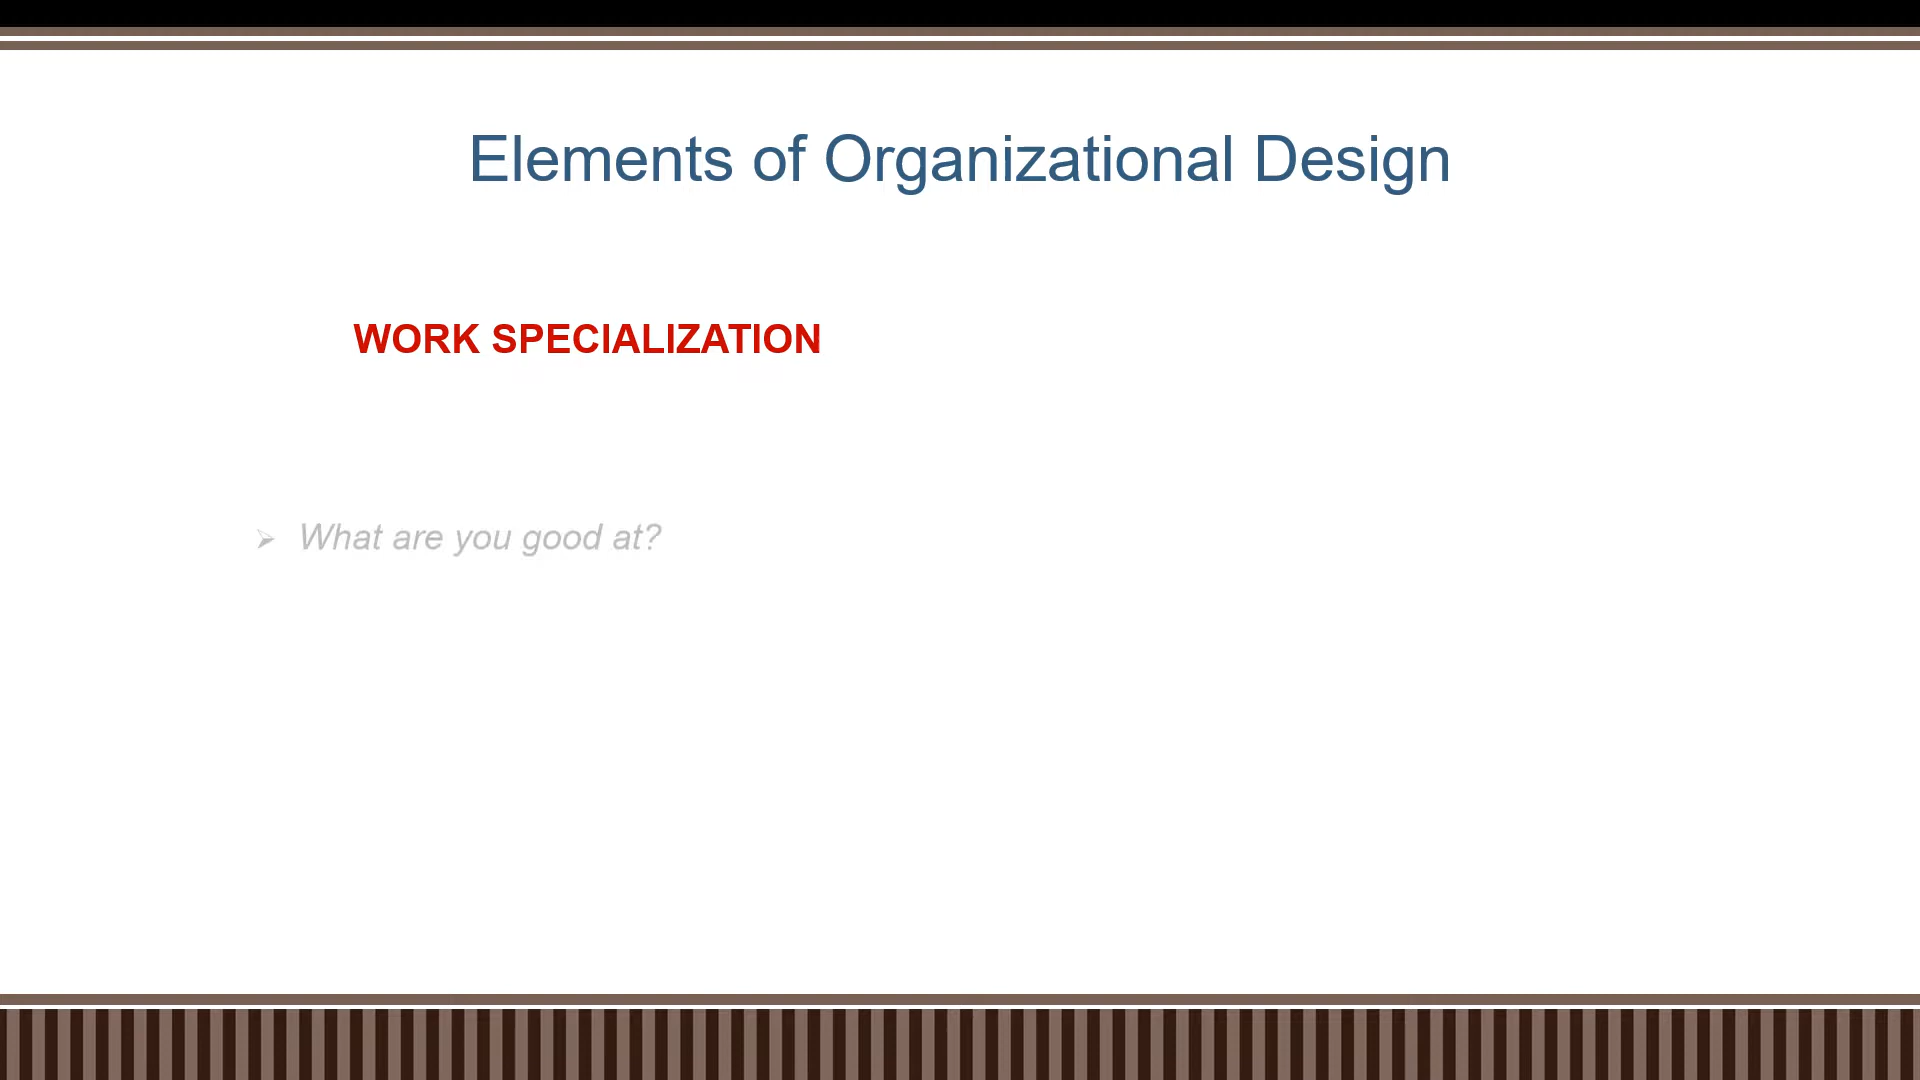 Elements of Organizational Design
WORK SPECIALIZATION
What are you good at?